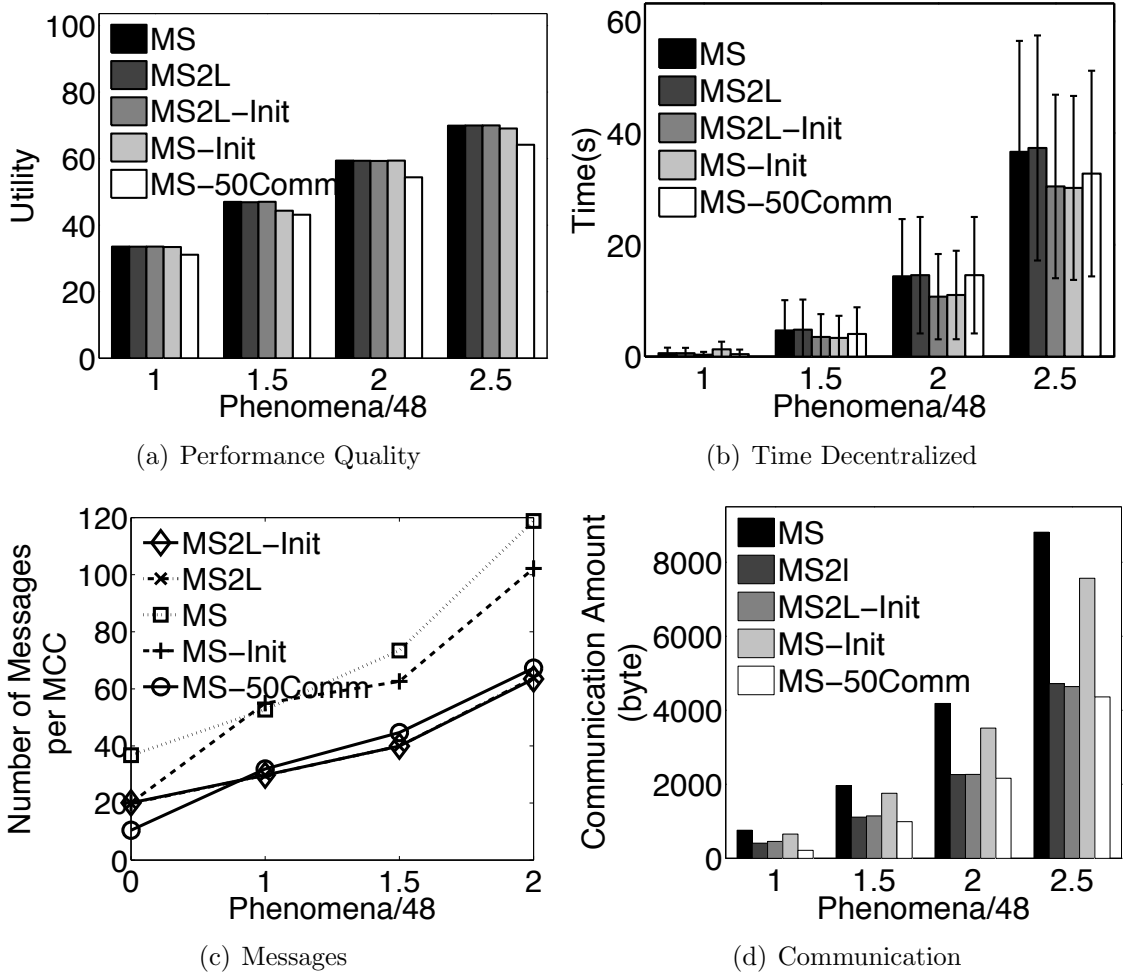 100
80
60
40
20
0
Utility
MS
MS2L
MS2L-Init
MS-Init
MS-50Comm
1 1.5 2 2.5
Phenomena/48
(a) Performance Quality
60
40
20
0
Time(s)
MS
MS2L
MS2L-Init
MS-Init
MS-50Comm
1 1.5 2 2.5
Phenomena/48
(b) Time Decentralized
120
100
80
60
40
20
0
Number of Messages
per MCC
MS2L-Init
MS2L
MS
MS-Init
MS-50Comm
0 1 1.5 2
Phenomena/48
(c) Messages
8000
6000
4000
2000
0
Communication Amount
(byte)
MS
MS2l
MS2L-Init
MS-Init
MS-50Comm
1 1.5 2 2.5
Phenomena/48
(d) Communication